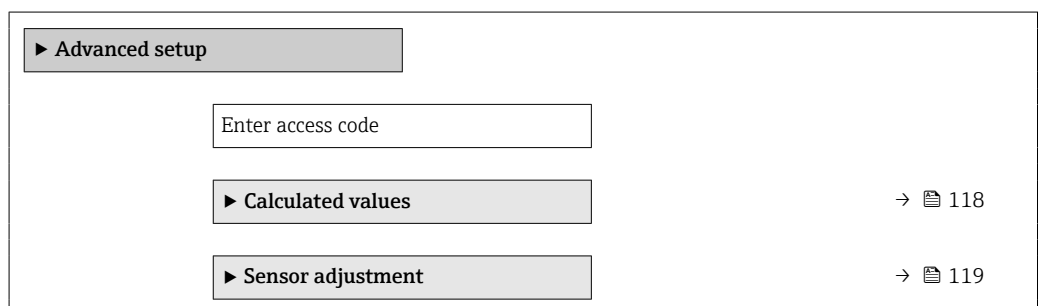 ▶ Advanced setup
Enter access code
▶ Calculated values → 118
▶ Sensor adjustment → 119